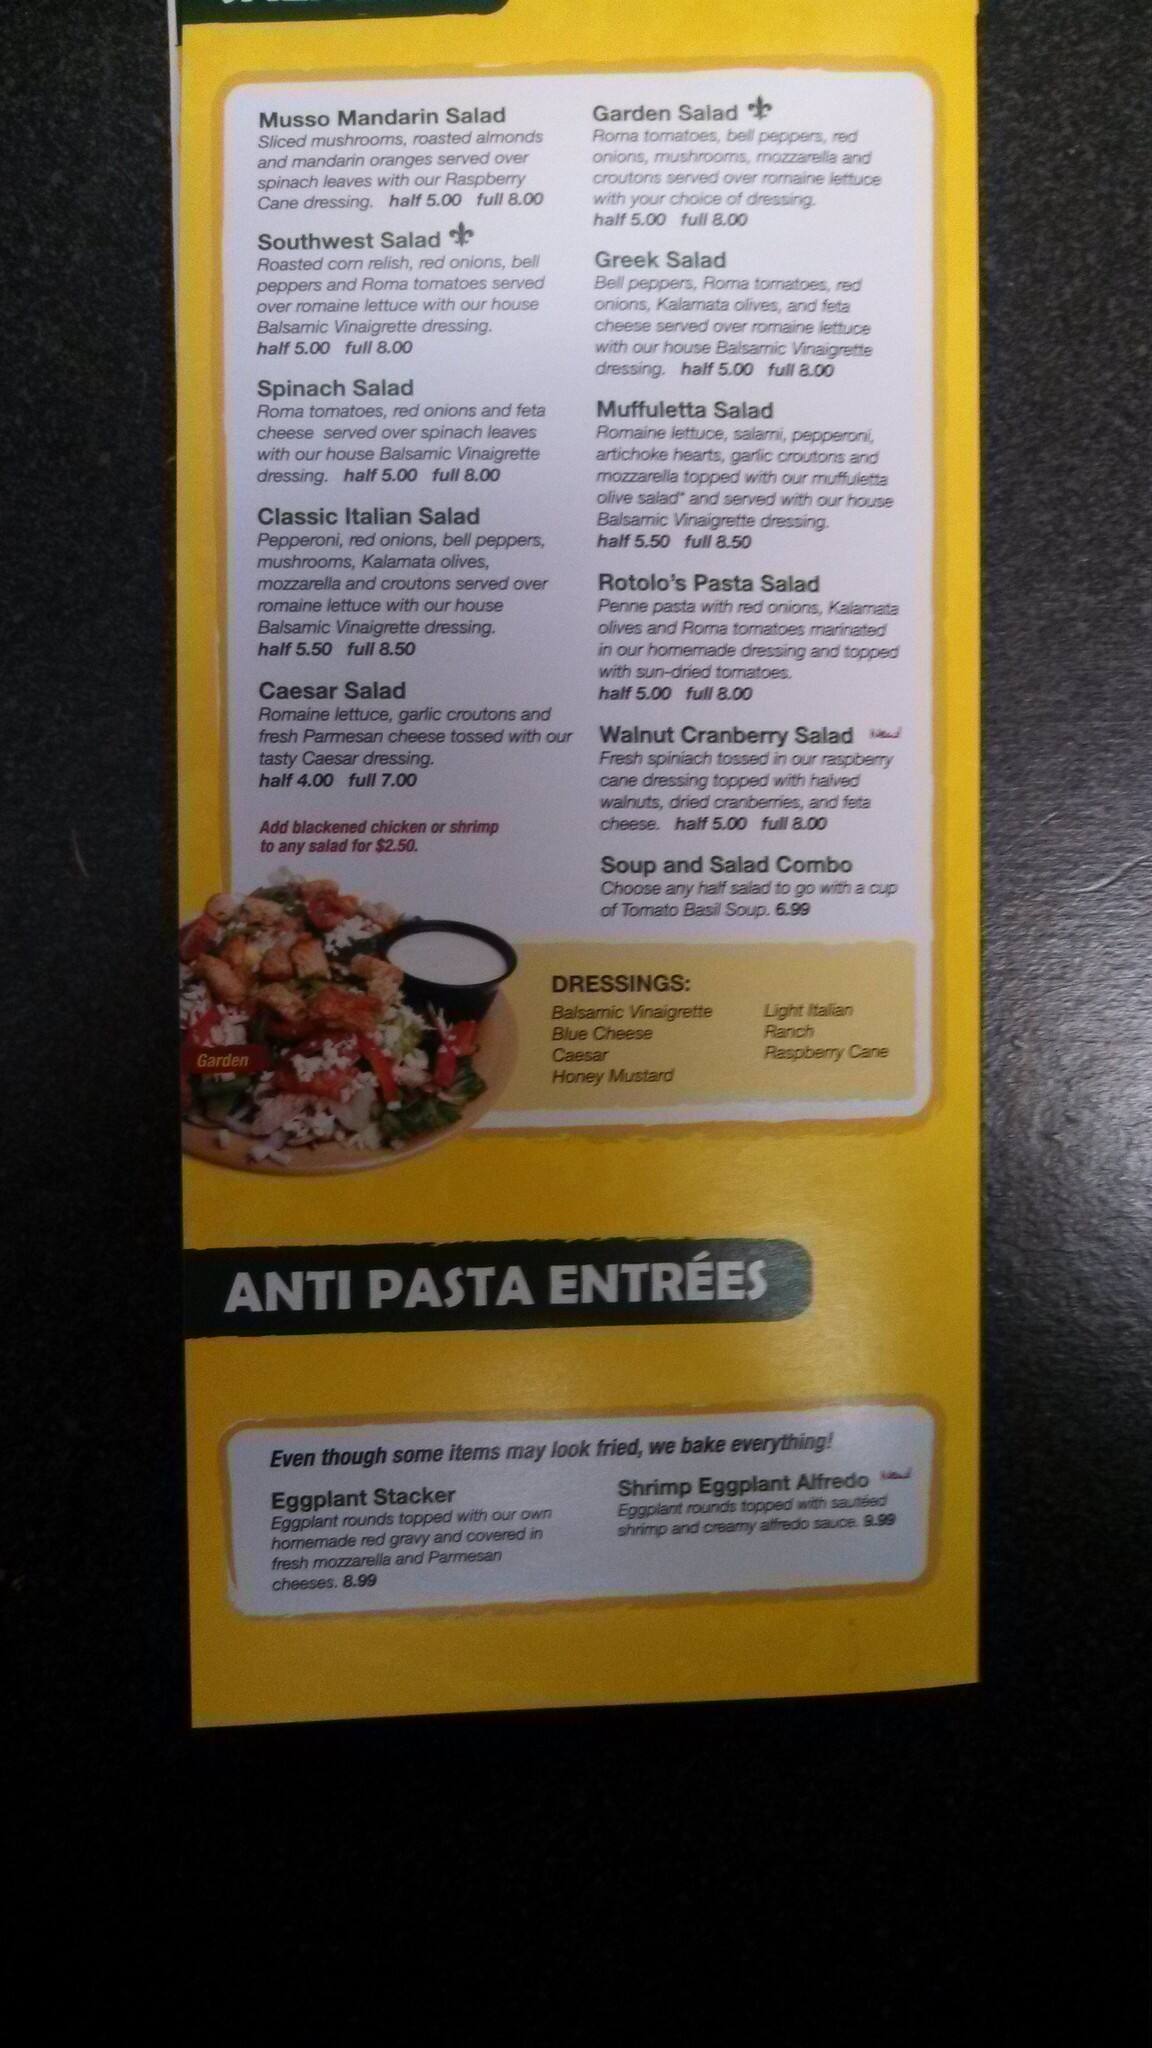 Musso Mandarin Salad
Sliced mushrooms, roasted almonds
and mandarin oranges served over
spinach leaves with our Raspberry
Cane dressing. half 5.00 full 8.00
Southwest Salad
Roasted corn relish, red onions, bell
peppers and Roma tomatoes served
over romaine lettuce with our house
Balsamic Vinaigrette dressing.
half 5.00 full 8.00
Spinach Salad
Roma tomatoes, red onions and feta
cheese served over spinach leaves
with our house Balsamic Vinaigrette
dressing. half 5.00 full 8.00
Classic Italian Salad
Pepperoni, red onions, bell peppers,
mushrooms, Kalamata olives,
mozzarella and croutons served over
romaine lettuce with our house
Balsamic Vinaigrette dressing.
half 5.50 full 8.50
Caesar Salad
Romaine lettuce, garlic croutons and
fresh Parmesan cheese tossed with our
tasty Caesar dressing.
half 4.00 full 7.00
Add blackened chicken or shrimp
to any salad for $2.50.
Garden
Garden Salad
Roma tomatoes, bell peppers, red
onions, mushrooms, mozzarella and
croutons served over romaine lettuce
with your choice of dressing.
half 5.00 full 8.00
Greek Salad
Bell peppers, Roma tomatoes, red
onions, Kalamata olives, and feta
cheese served over romaine lettuce
with our house Balsamic Vinaigrette
dressing. half 5.00 full 8.00
Muffuletta Salad
Romaine lettuce, salami, pepperoni,
artichoke hearts, garlic croutons and
mozzarella topped with our muffuletta
olive salad* and served with our house
Balsamic Vinaigrette dressing.
half 5.50 full 8.50
Rotolo's Pasta Salad
Penne pasta with red onions, Kalamata
olives and Roma tomatoes marinated
in our homemade dressing and topped
with sun-dried tomatoes.
half 5.00 full 8.00
Walnut Cranberry Salad New!
Fresh spiniach tossed in our raspberry
cane dressing topped with halved
walnuts, dried cranberries, and feta
cheese. half 5.00 full 8.00
Soup and Salad Combo
Choose any half salad to go with a cup
of Tomato Basil Soup. 6.99
DRESSINGS:
Balsamic Vinaigrette
Blue Cheese
Caesar
Honey Mustard
Light Italian
Ranch
Raspberry Cane
ANTI PASTA ENTRÉES
Even though some items may look fried, we bake everything!
Eggplant Stacker
Eggplant rounds topped with our own
homemade red gravy and covered in
fresh mozzarella and Parmesan
cheeses. 8.99
Shrimp Eggplant Alfredo New!
Eggplant rounds topped with sautéed
shrimp and creamy alfredo sauce. 9.99